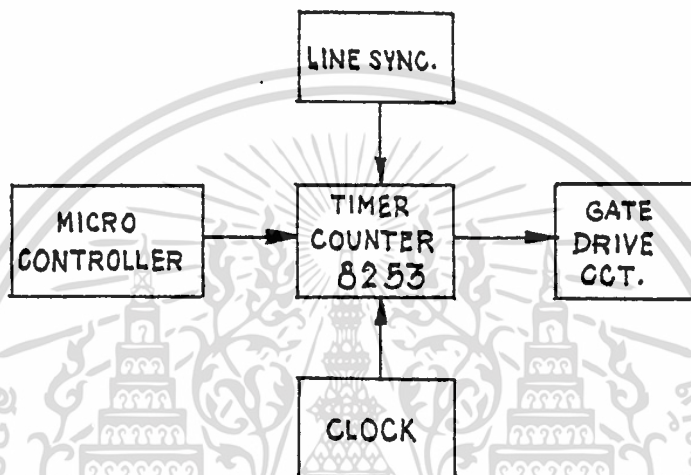 LINE SYNC.
MICRO
CONTROLLER
TIMER
COUNTER
8253
GATE
DRIVE
CCT.
CLOCK